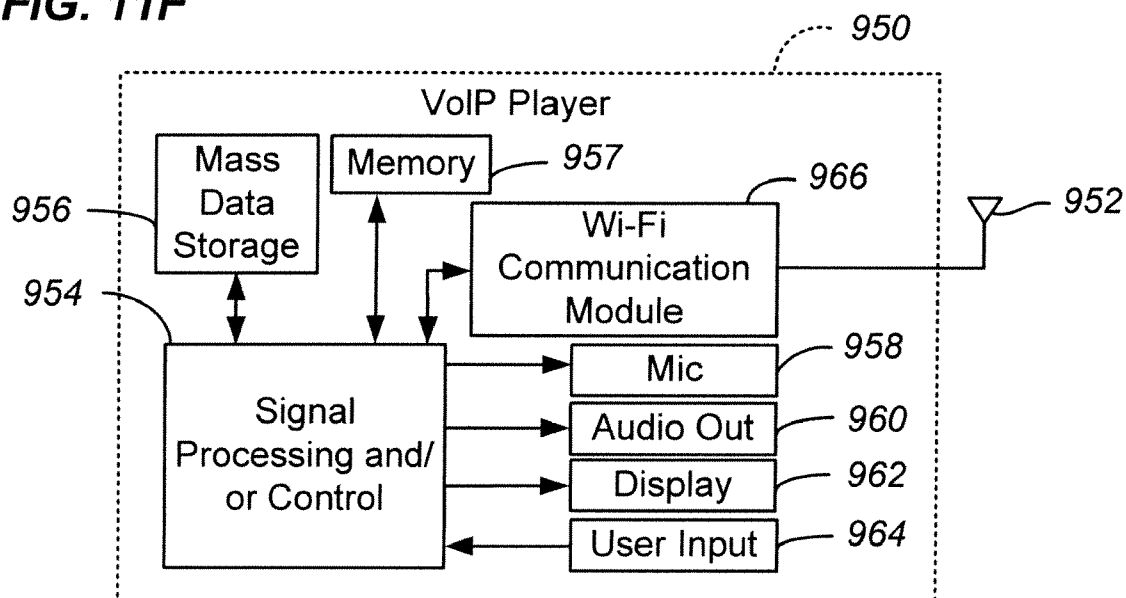 FIG. 11F
950
VoIP Player
Mass
Data
Storage
Memory
957
966
956
Wi-Fi
Communication
Module
952
954
Mic
958
Signal
Processing and/
or Control
Audio Out
960
Display
962
User Input
964